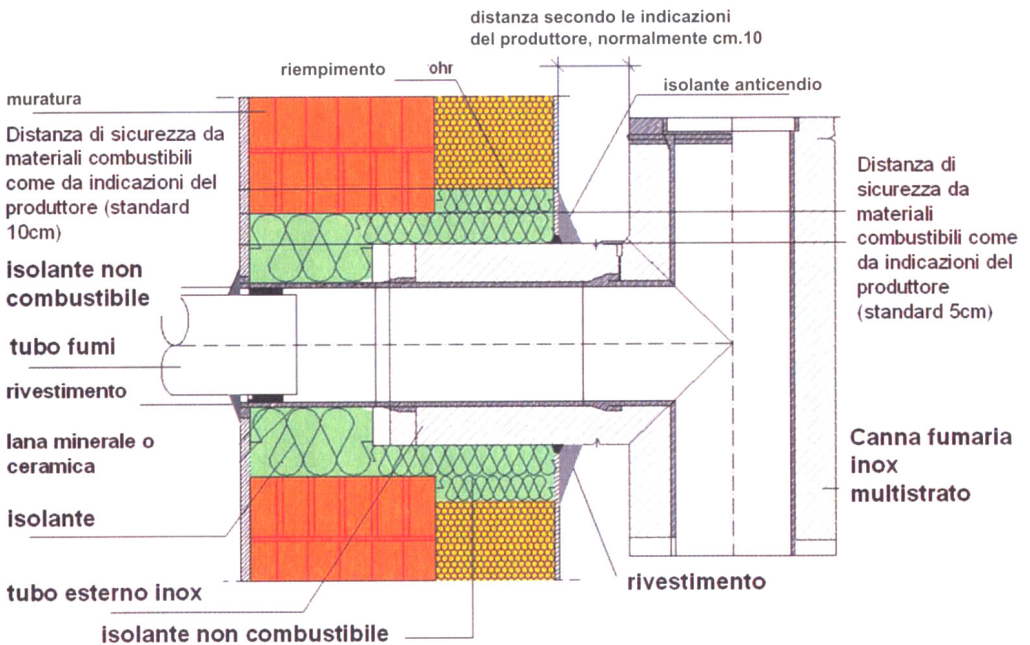 distanza secondo le indicazioni
del produttore, normalmente cm.10
riempimento
ohr
isolante anticendio
muratura
Distanza di sicurezza da
materiali combustibili
come da indicazioni del
produttore (standard
10cm)
isolante non
combustibile
tubo fumi
rivestimento
lana minerale o
ceramica
isolante
tubo esterno inox
isolante non combustibile
rivestimento
Distanza di
sicurezza da
materiali
combustibili come
da indicazioni del
produttore
(standard 5cm)
Canna fumaria
inox
multistrato